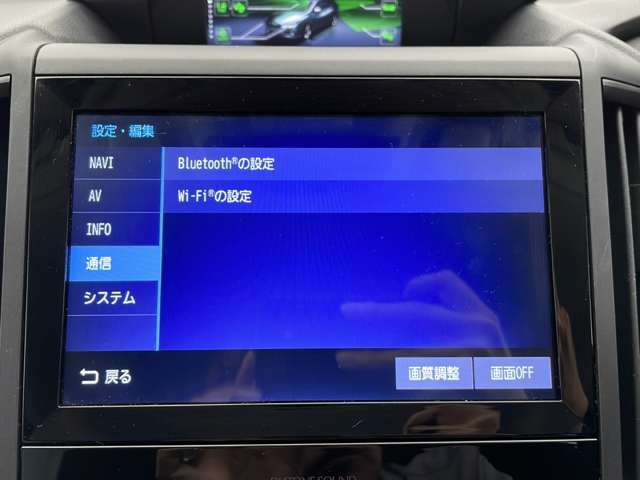 設定・編集
NAVI
Bluetooth®の設定
AV
Wi-Fi®の設定
INFO
通信
システム
戻る
画質調整
画面OFF